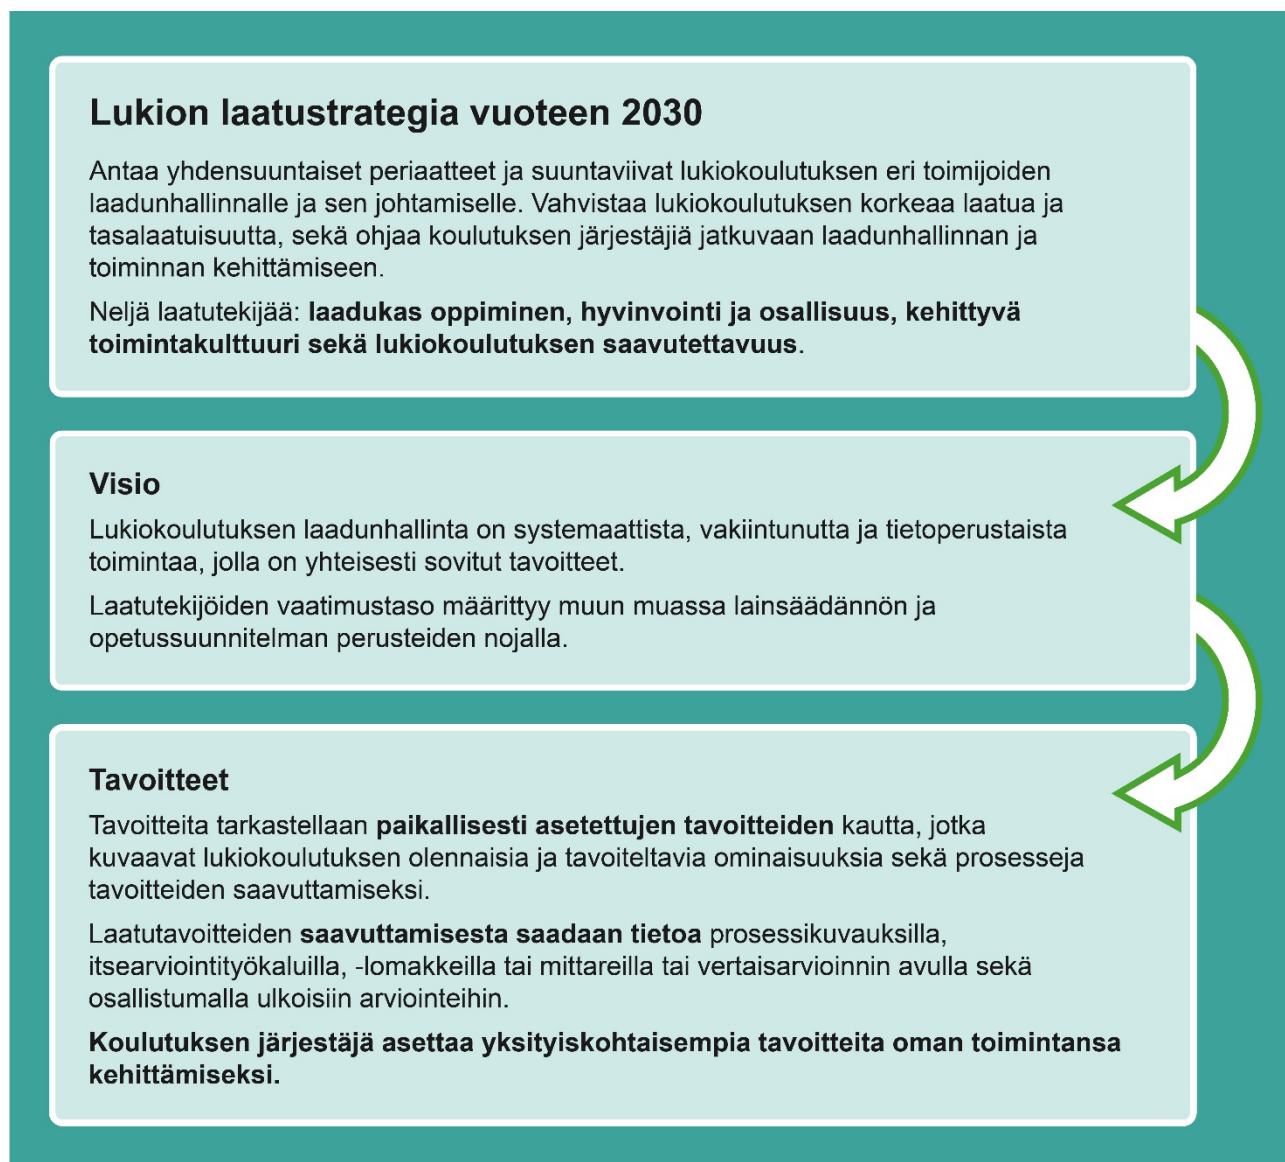 Lukion laatustrategia vuoteen 2030
Antaa yhdensuuntaiset periaatteet ja suuntaviivat lukiokoulutuksen eri toimijoiden
laadunhallinnalle ja sen johtamiselle. Vahvistaa lukiokoulutuksen korkeaa laatua ja
tasalaatuisuutta, sekä ohjaa koulutuksen järjestäjiä jatkuvaan laadunhallinnan ja
toiminnan kehittämiseen.
Neljä laatutekijää: laadukas oppiminen, hyvinvointi ja osallisuus, kehittyvä
toimintakulttuuri sekä lukiokoulutuksen saavutettavuus.
Visio
Lukiokoulutuksen laadunhallinta on systemaattista, vakiintunutta ja tietoperustaista
toimintaa, jolla on yhteisesti sovitut tavoitteet.
Laatutekijöiden vaatimustaso määrittyy muun muassa lainsäädännön ja
opetussuunnitelman perusteiden nojalla.
Tavoitteet
Tavoitteita tarkastellaan paikallisesti asetettujen tavoitteiden kautta, jotka
kuvaavat lukiokoulutuksen olennaisia ja tavoiteltavia ominaisuuksia sekä prosesseja
tavoitteiden saavuttamiseksi.
Laatutavoitteiden saavuttamisesta saadaan tietoa prosessikuvauksilla,
itsearviointityökaluilla, -lomakkeilla tai mittareilla tai vertaisarvioinnin avulla sekä
osallistumalla ulkoisiin arviointeihin.
Koulutuksen järjestäjä asettaa yksityiskohtaisempia tavoitteita oman toimintansa
kehittämiseksi.